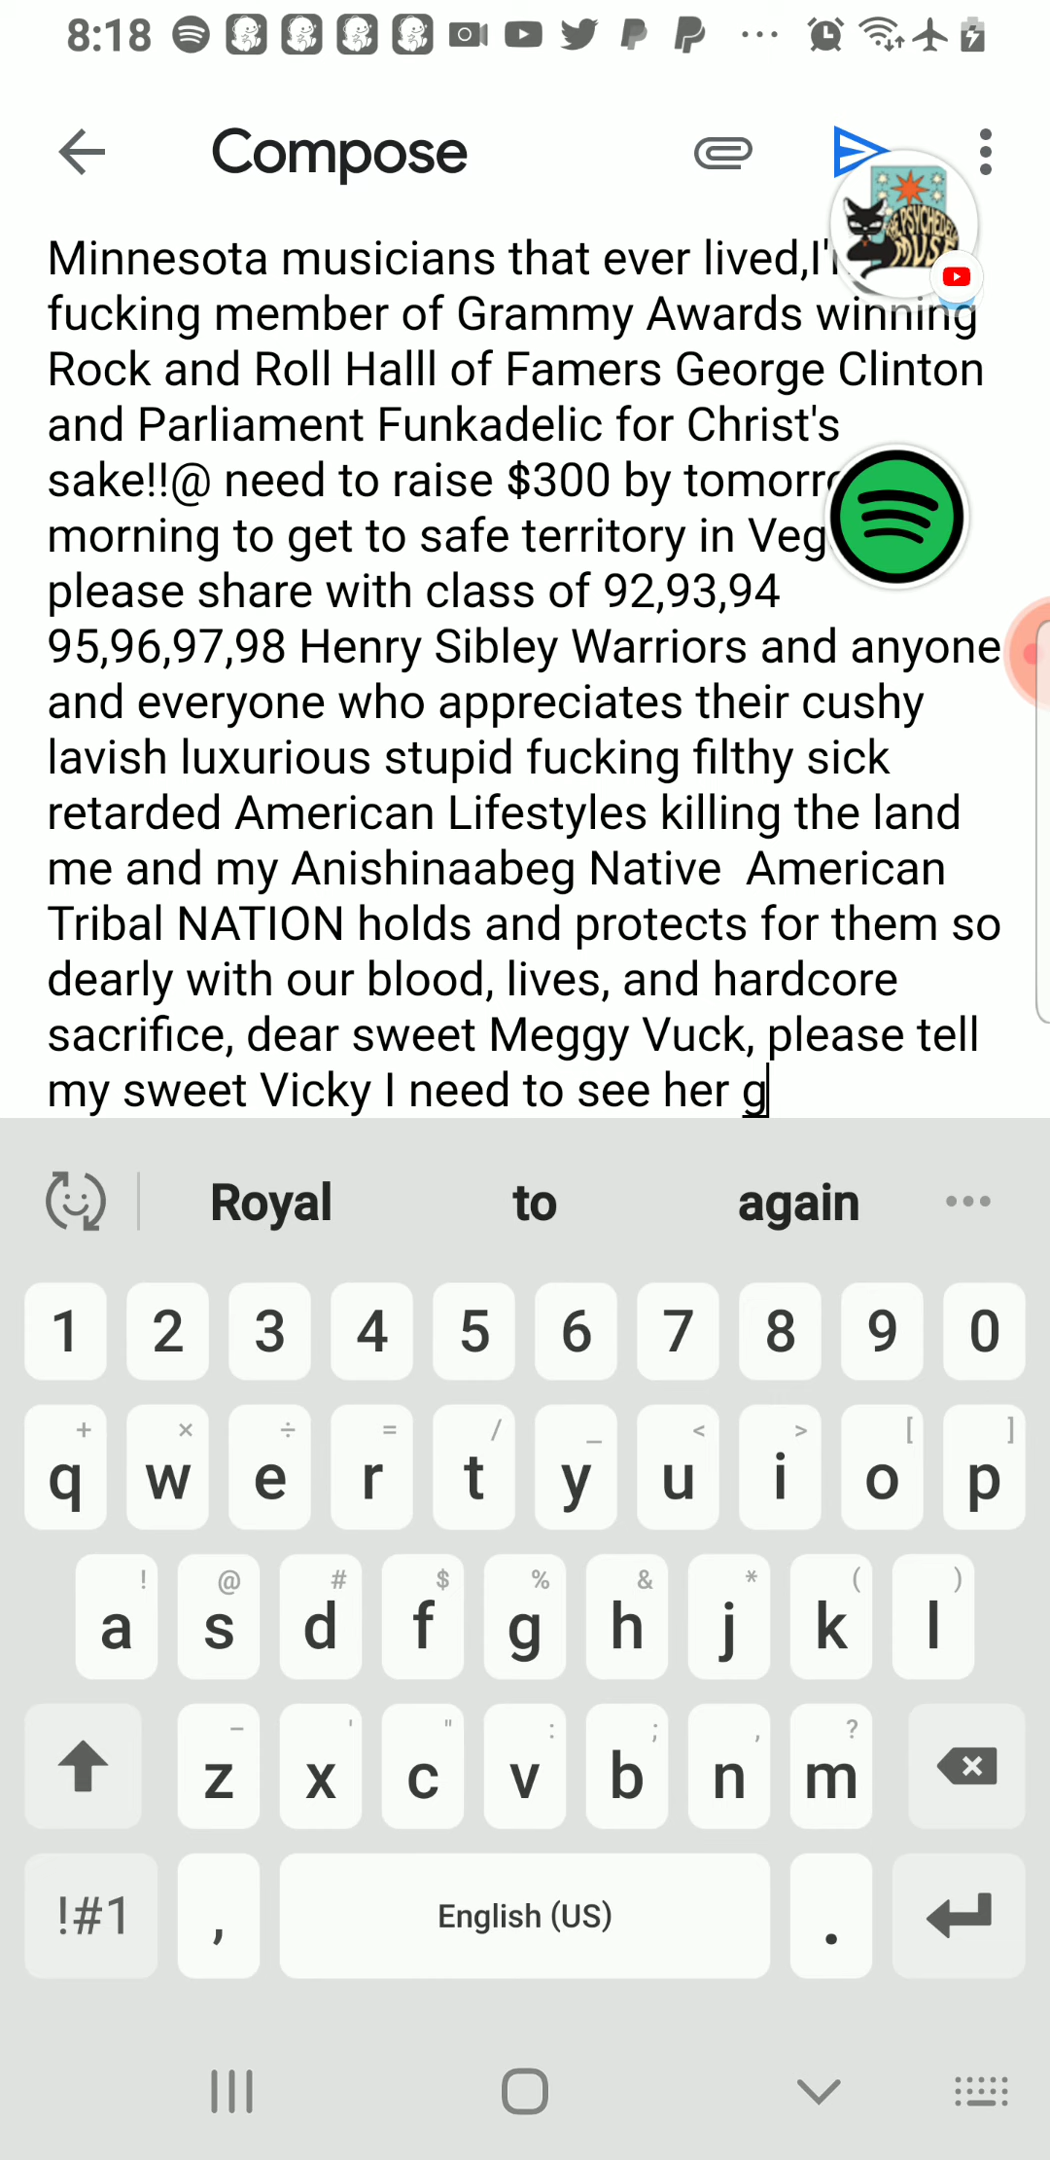 8:18
Compose
Minnesota musicians that ever lived,I'
fucking member of Grammy Awards winning
Rock and Roll Halll of Famers George Clinton
and Parliament Funkadelic for Christ's
sake!!@ need to raise $300 by tomorr
morning to get to safe territory in Veg
please share with class of 92,93,94
95,96,97,98 Henry Sibley Warriors and anyone
and everyone who appreciates their cushy
lavish luxurious stupid fucking filthy sick
retarded American Lifestyles killing the land
me and my Anishinaabeg Native  American
Tribal NATION holds and protects for them so
dearly with our blood, lives, and hardcore
sacrifice, dear sweet Meggy Vuck, please tell
my sweet Vicky I need to see her g
THE PSYCHEDELIC
MUSE
Royal to again
1 2 3 4 5 6 7 8 9 0
+ × ÷ = / _ < > [ ]
q w e r t y u i o p
! @ # $ % & * ( )
a s d f g h j k l
- ' " : ; , ?
z x c v b n m
!#1 , English (US) .